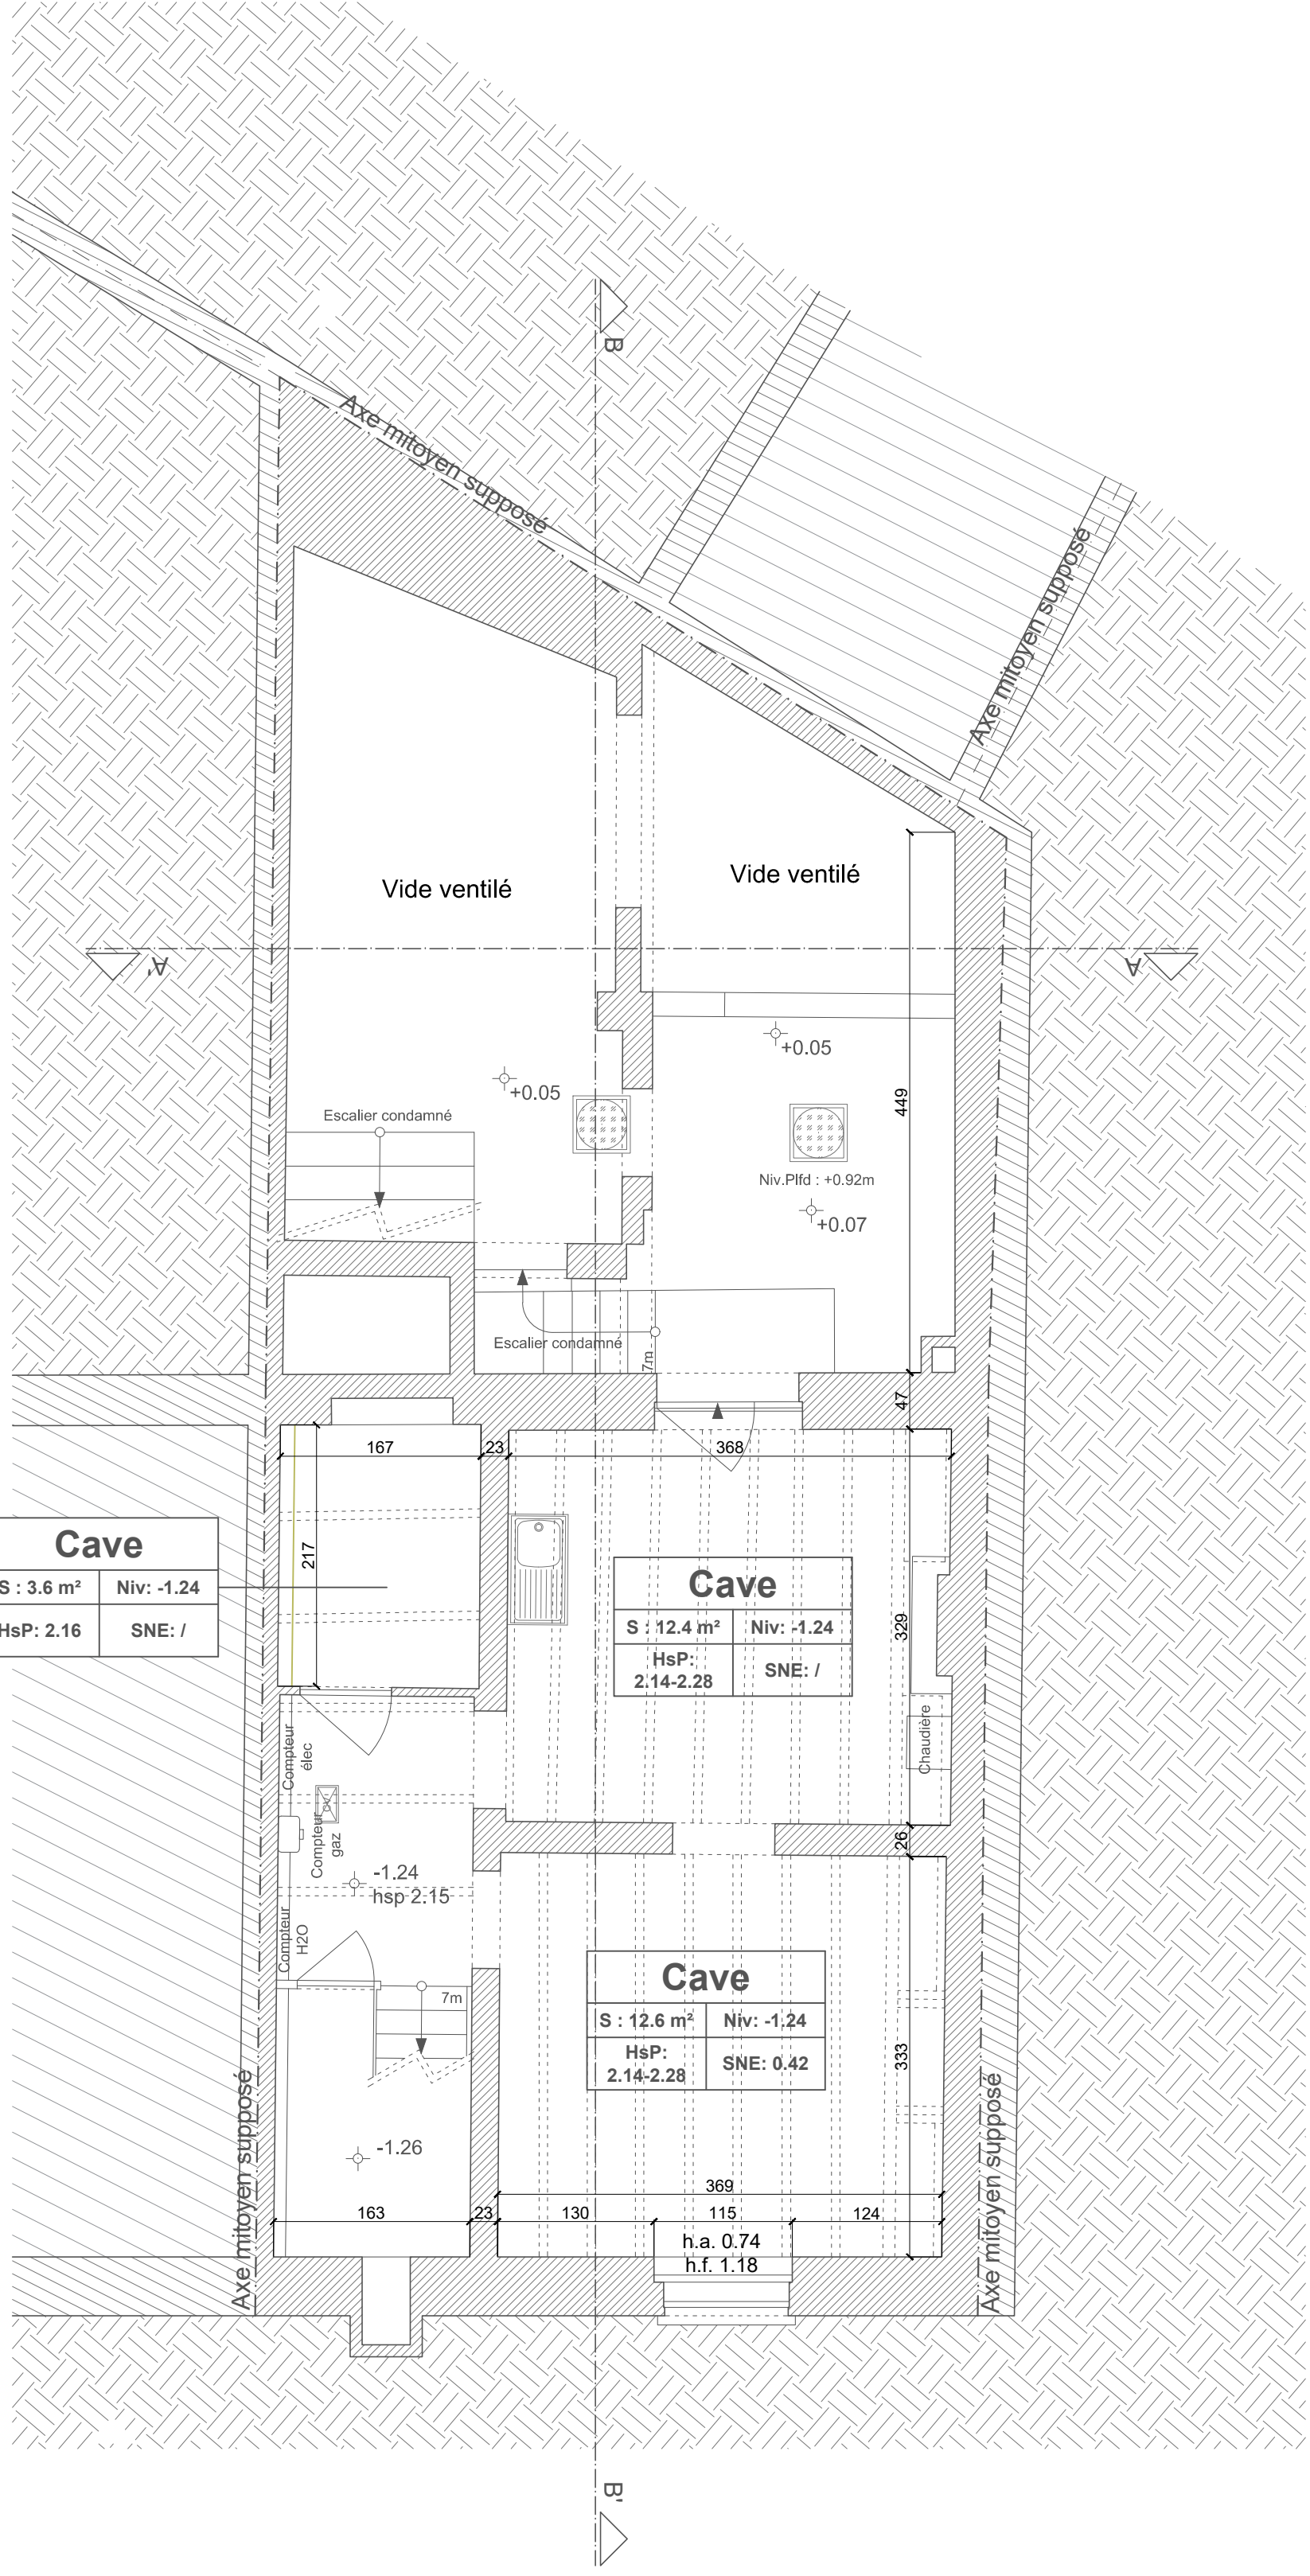 B
Axe mitoyen supposé
Axe mitoyen supposé
Vide ventilé
Vide ventilé
A'
A
+0.05
+0.05
449
Escalier condamné
Niv.Plfd : +0.92m
+0.07
Escalier condamné
7m
47
167
23
368
217
Cave
S : 3.6 m²
Niv: -1.24
HsP: 2.16
SNE: /
Cave
S : 12.4 m²
Niv: -1.24
HsP:
2.14-2.28
SNE: /
329
Chaudière
Compteur
élec
Compteur
gaz
26
-1.24
hsp 2.15
Compteur
H2O
7m
Cave
S : 12.6 m²
Niv: -1.24
HsP:
2.14-2.28
SNE: 0.42
333
-1.26
Axe mitoyen supposé
Axe mitoyen supposé
369
163
23
130
115
124
h.a. 0.74
h.f. 1.18
B'